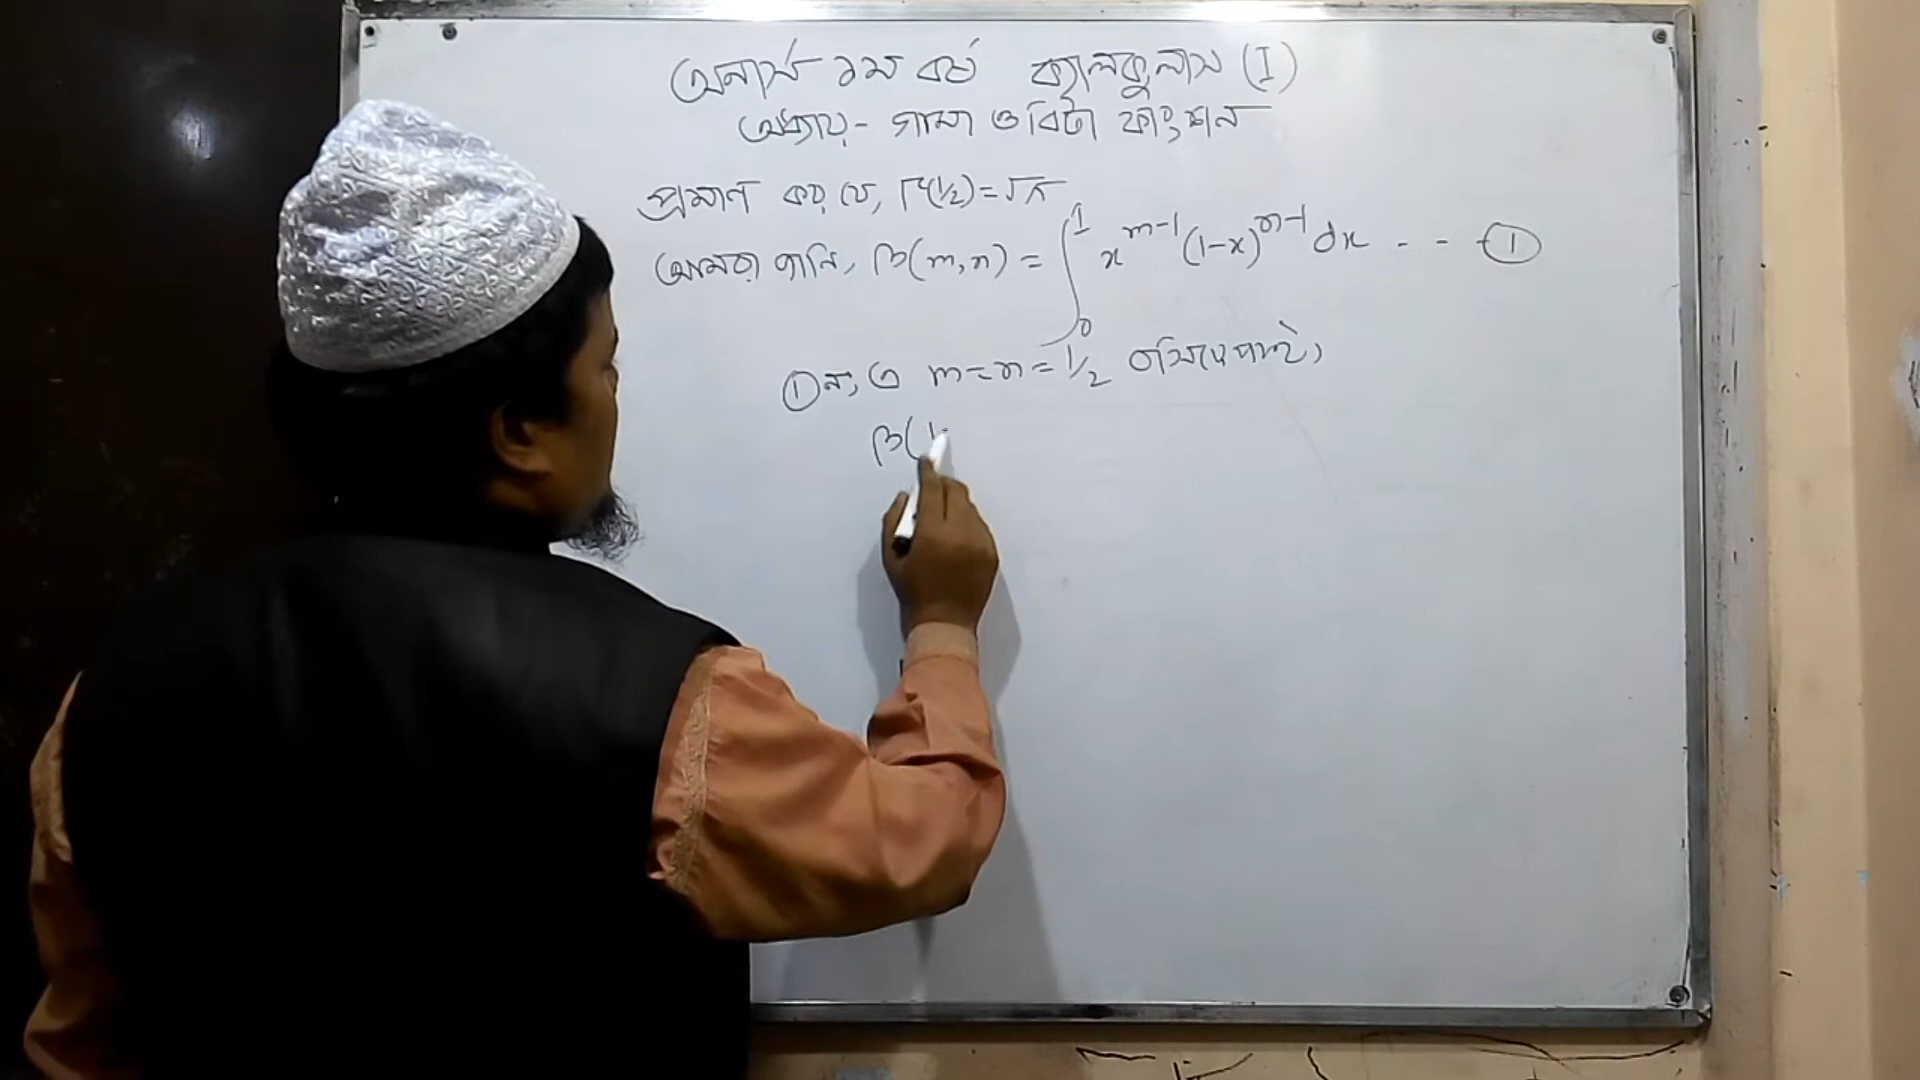 অনার্স ১ম বর্ষ ক্যালকুলাস (I)
অধ্যায়- গামা ও বিটা ফাংশন
প্রমাণ কর যে, Γ(1/2)=√π
আমরা জানি, β(m,n) = ∫₀¹ x^{m-1} (1-x)^{n-1} dx - - - ①
① নং এ m=n=1/2 বসিয়ে পাই,
β(1